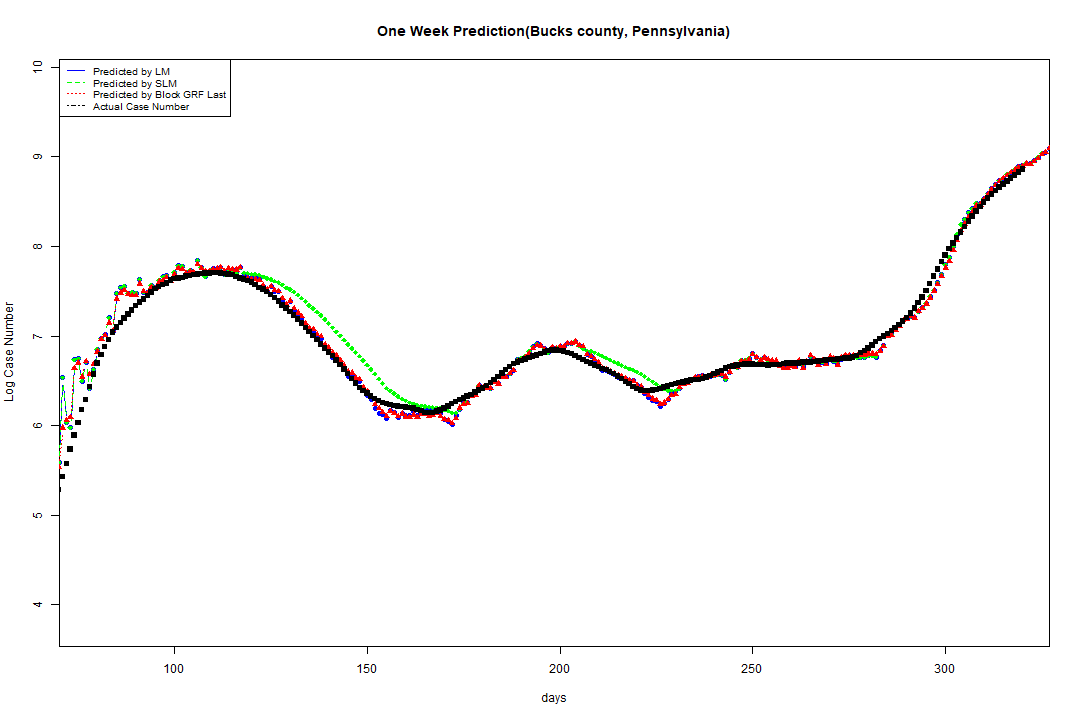 One Week Prediction(Bucks county, Pennsylvania)
Predicted by LM
Predicted by SLM
Predicted by Block GRF Last
Actual Case Number
10
9
8
7
6
5
4
Log Case Number
100 150 200 250 300
days